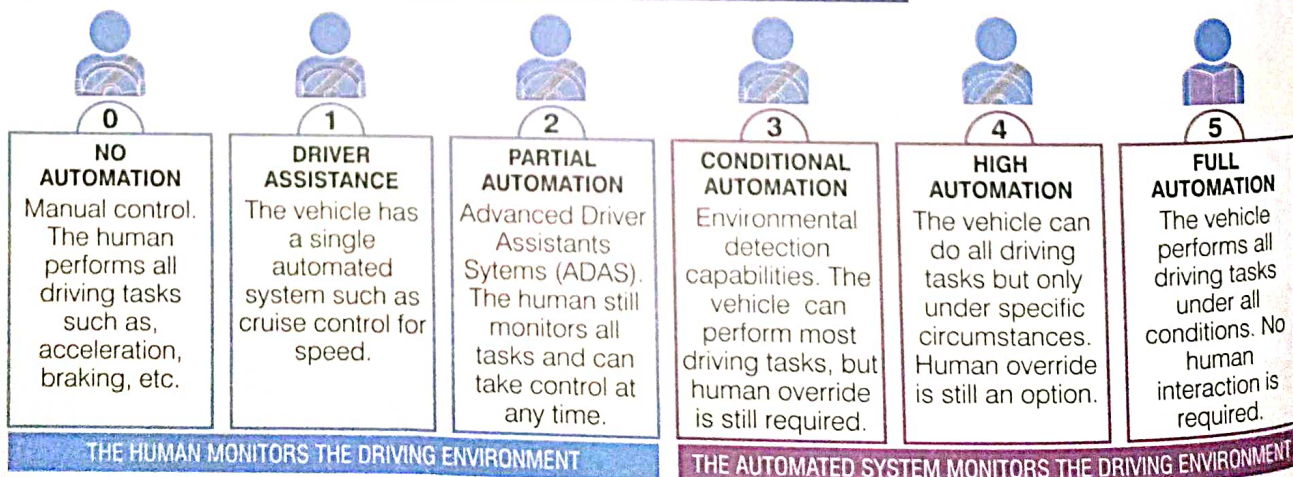 0
NO
AUTOMATION
Manual control.
The human
performs all
driving tasks
such as,
acceleration,
braking, etc.
1
DRIVER
ASSISTANCE
The vehicle has
a single
automated
system such as
cruise control for
speed.
2
PARTIAL
AUTOMATION
Advanced Driver
Assistants
Sytems (ADAS).
The human still
monitors all
tasks and can
take control at
any time.
3
CONDITIONAL
AUTOMATION
Environmental
detection
capabilities. The
vehicle can
perform most
driving tasks, but
human override
is still required.
4
HIGH
AUTOMATION
The vehicle can
do all driving
tasks but only
under specific
circumstances.
Human override
is still an option.
5
FULL
AUTOMATION
The vehicle
performs all
driving tasks
under all
conditions. No
human
interaction is
required.
THE HUMAN MONITORS THE DRIVING ENVIRONMENT
THE AUTOMATED SYSTEM MONITORS THE DRIVING ENVIRONMENT